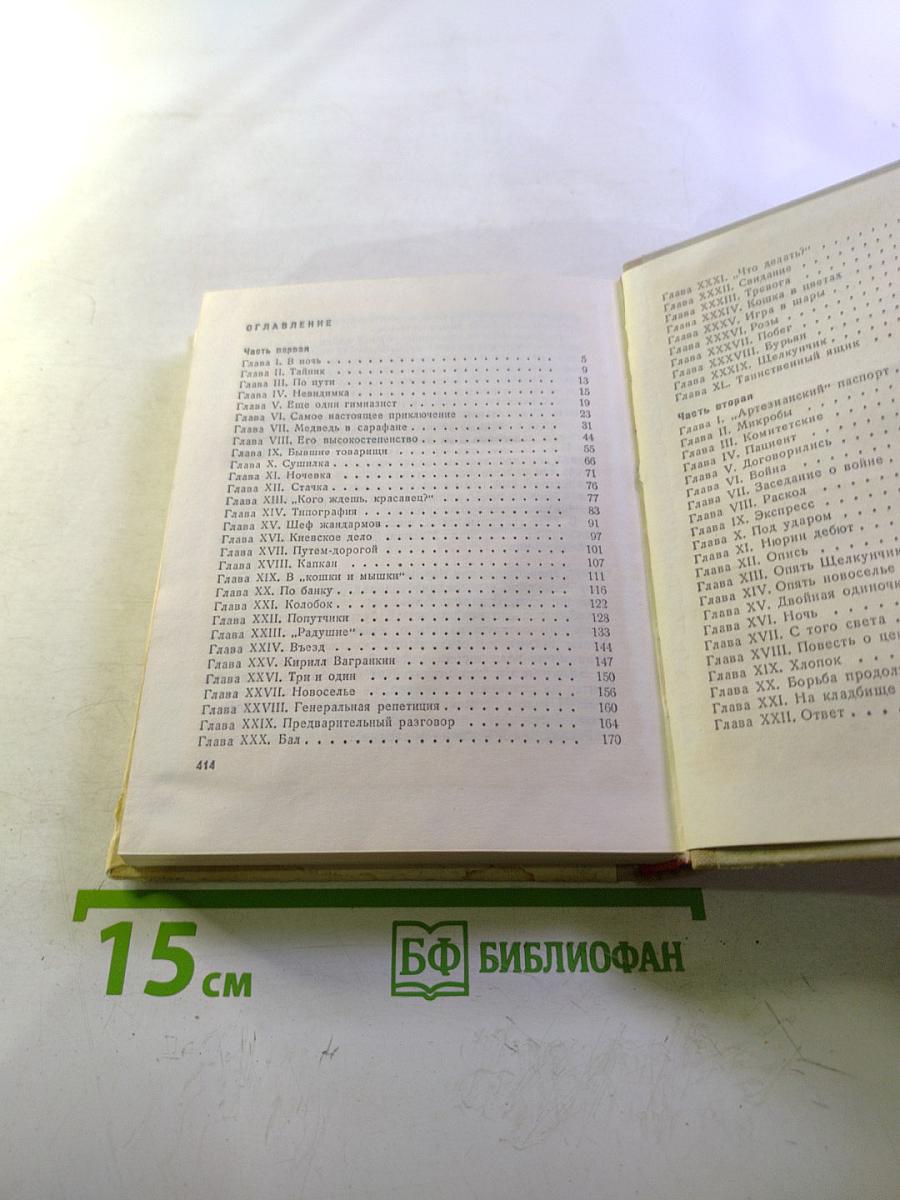 ОГЛАВЛЕНИЕ
Часть первая
Глава I. В ночь 5
Глава II. Тайник 9
Глава III. По пути 13
Глава IV. Невидимка 15
Глава V. Еще один гимназист 19
Глава VI. Самое настоящее приключение 23
Глава VII. Медведь в сарафане 31
Глава VIII. Его высокостепенство 44
Глава IX. Бывшие товарищи 55
Глава X. Сушилка 66
Глава XI. Ночевка 71
Глава XII. Стачка 76
Глава XIII. „Кого ждешь, красавец?" 77
Глава XIV. Типография 83
Глава XV. Шеф жандармов 91
Глава XVI. Киевское дело 97
Глава XVII. Путем-дорогой 101
Глава XVIII. Капкан 107
Глава XIX. В „кошки и мышки" 111
Глава XX. По банку 116
Глава XXI. Колобок 122
Глава XXII. Попутчики 128
Глава XXIII. „Радушие" 133
Глава XXIV. Въезд 144
Глава XXV. Кирилл Вагранкин 147
Глава XXVI. Три и один 150
Глава XXVII. Новоселье 156
Глава XXVIII. Генеральная репетиция 160
Глава XXIX. Предварительный разговор 164
Глава XXX. Бал 170
414
Глава XXXI. „Что делать?"
Глава XXXII. Свидание
Глава XXXIII. Тревога
Глава XXXIV. Кошка в цветах
Глава XXXV. Игра в шары
Глава XXXVI. Розы
Глава XXXVII. Побег
Глава XXXVIII. Бурьян
Глава XXXIX. Щелкунчик
Глава XL. Таинственный ящик
Часть вторая
Глава I. „Артезианский" паспорт
Глава II. Микробы
Глава III. Комитетские
Глава IV. Пациент
Глава V. Договорились
Глава VI. Война
Глава VII. Заседание о войне
Глава VIII. Раскол
Глава IX. Экспресс
Глава X. Под ударом
Глава XI. Нюрин дебют
Глава XII. Опись
Глава XIII. Опять Щелкунчик
Глава XIV. Опять новоселье
Глава XV. Двойная одиночк
Глава XVI. Ночь
Глава XVII. С того света
Глава XVIII. Повесть о це
Глава XIX. Хлопок
Глава XX. Борьба продол
Глава XXI. На кладбище
Глава XXII. Ответ
15 см
БФ БИБЛИОФАН